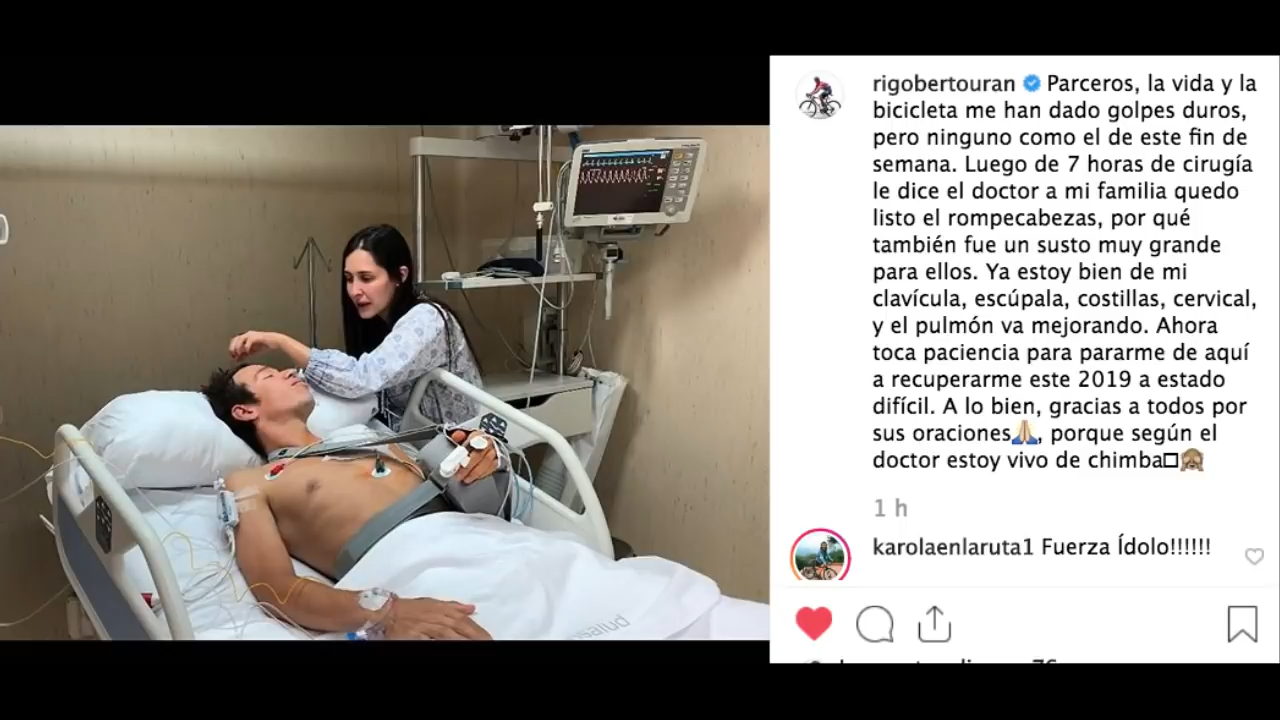 rigobertouran Parceros, la vida y la
bicicleta me han dado golpes duros,
pero ninguno como el de este fin de
semana. Luego de 7 horas de cirugía
le dice el doctor a mi familia quedo
listo el rompecabezas, por qué
también fue un susto muy grande
para ellos. Ya estoy bien de mi
clavícula, escúpala, costillas, cervical,
y el pulmón va mejorando. Ahora
toca paciencia para pararme de aquí
a recuperarme este 2019 a estado
difícil. A lo bien, gracias a todos por
sus oraciones🙏, porque según el
doctor estoy vivo de chimba□🙈
1 h
karolaenlaruta1 Fuerza Ídolo!!!!!!